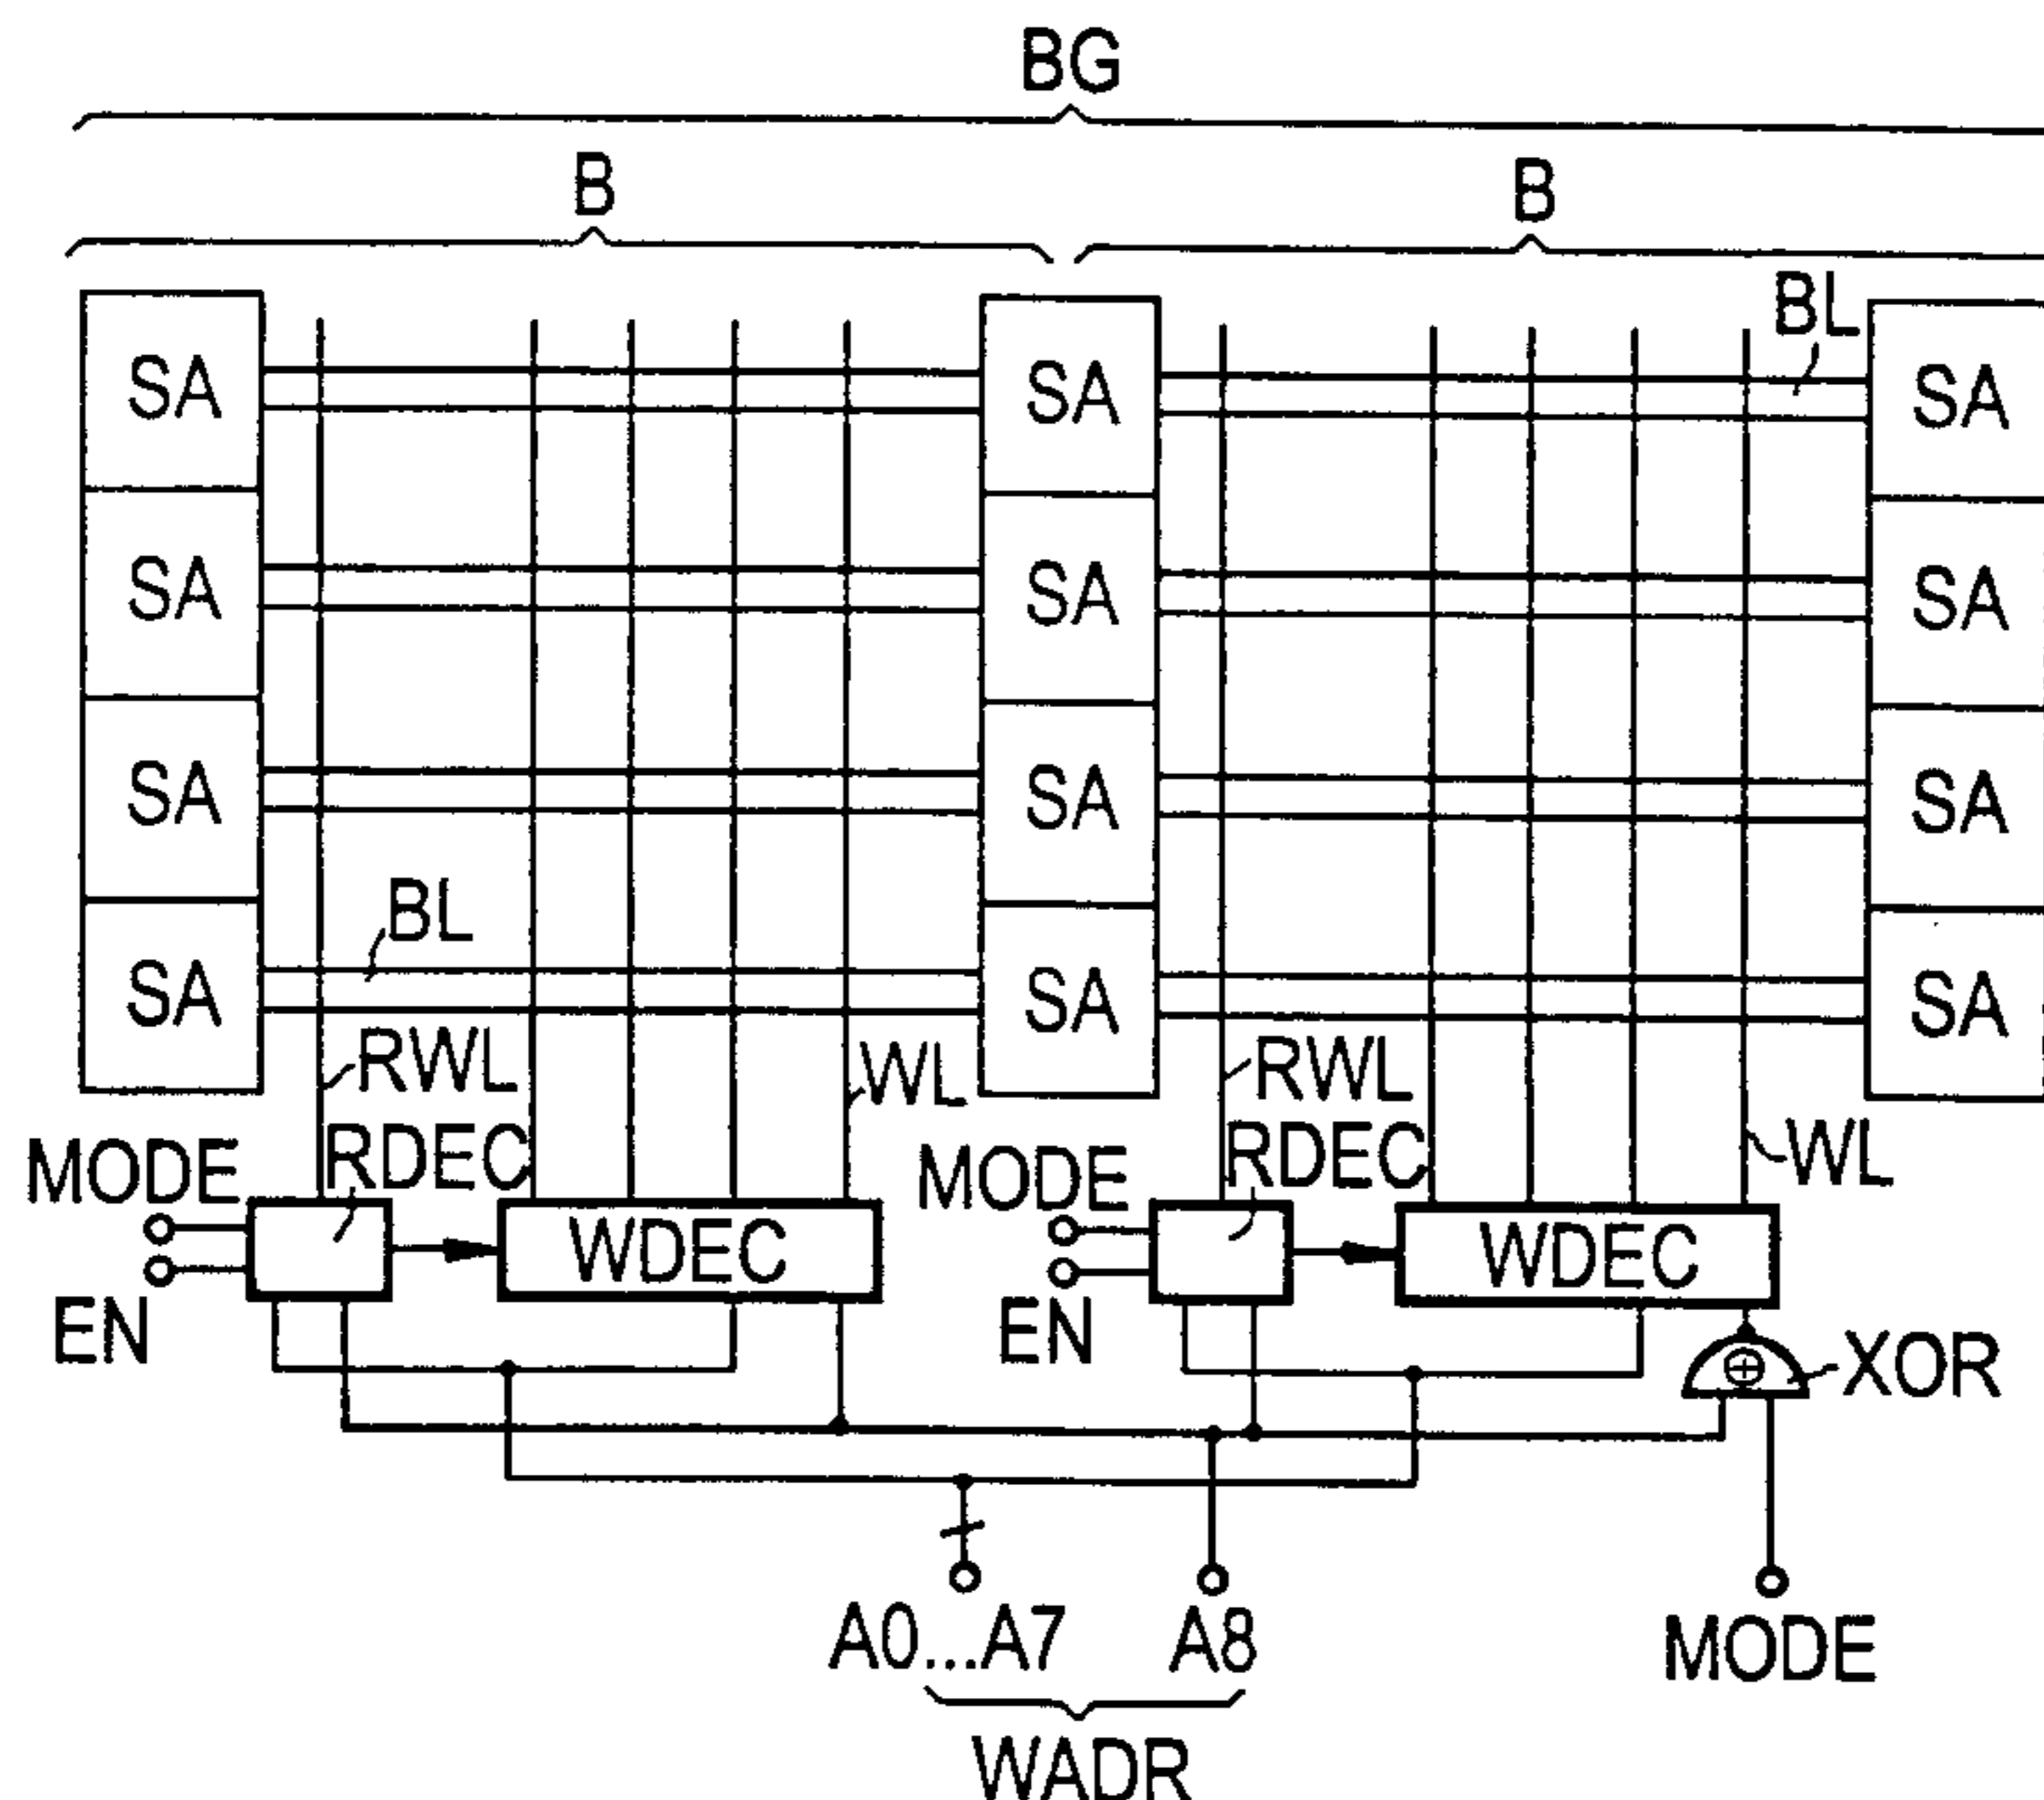 BG
B B
BL
SA SA SA
SA SA SA
SA SA SA
BL
SA SA SA
RWL WL RWL
MODE RDEC MODE RDEC WL
WDEC WDEC
EN EN XOR
A0...A7 A8 MODE
WADR